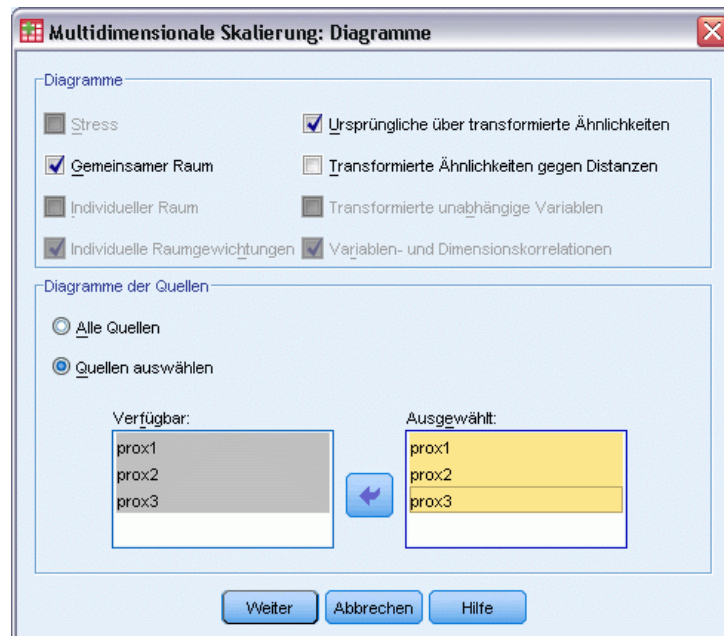 Multidimensionale Skalierung: Diagramme
Diagramme
Stress
Ursprüngliche über transformierte Ähnlichkeiten
Gemeinsamer Raum
Transformierte Ähnlichkeiten gegen Distanzen
Individueller Raum
Transformierte unabhängige Variablen
Individuelle Raumgewichtungen
Variablen- und Dimensionskorrelationen
Diagramme der Quellen
Alle Quellen
Quellen auswählen
Verfügbar:
Ausgewählt:
prox1
prox2
prox3
prox1
prox2
prox3
Weiter
Abbrechen
Hilfe